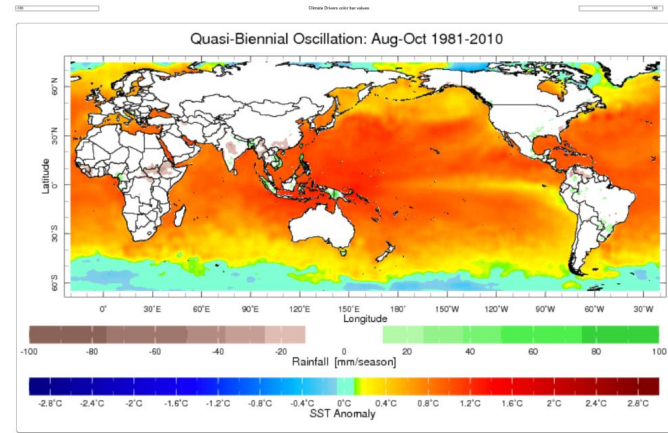 Climate Drivers color bar values
Quasi-Biennial Oscillation: Aug-Oct 1981-2010
60°N
30°N
0°
30°S
60°S
Latitude
0° 30°E 60°E 90°E 120°E 150°E 180° 150°W 120°W 90°W 60°W 30°W
Longitude
-100 -80 -60 -40 -20 0 20 40 60 80 100
Rainfall [mm/season]
-2.8°C -2.4°C -2°C -1.6°C -1.2°C -0.8°C -0.4°C 0°C 0.4°C 0.8°C 1.2°C 1.6°C 2°C 2.4°C 2.8°C
SST Anomaly